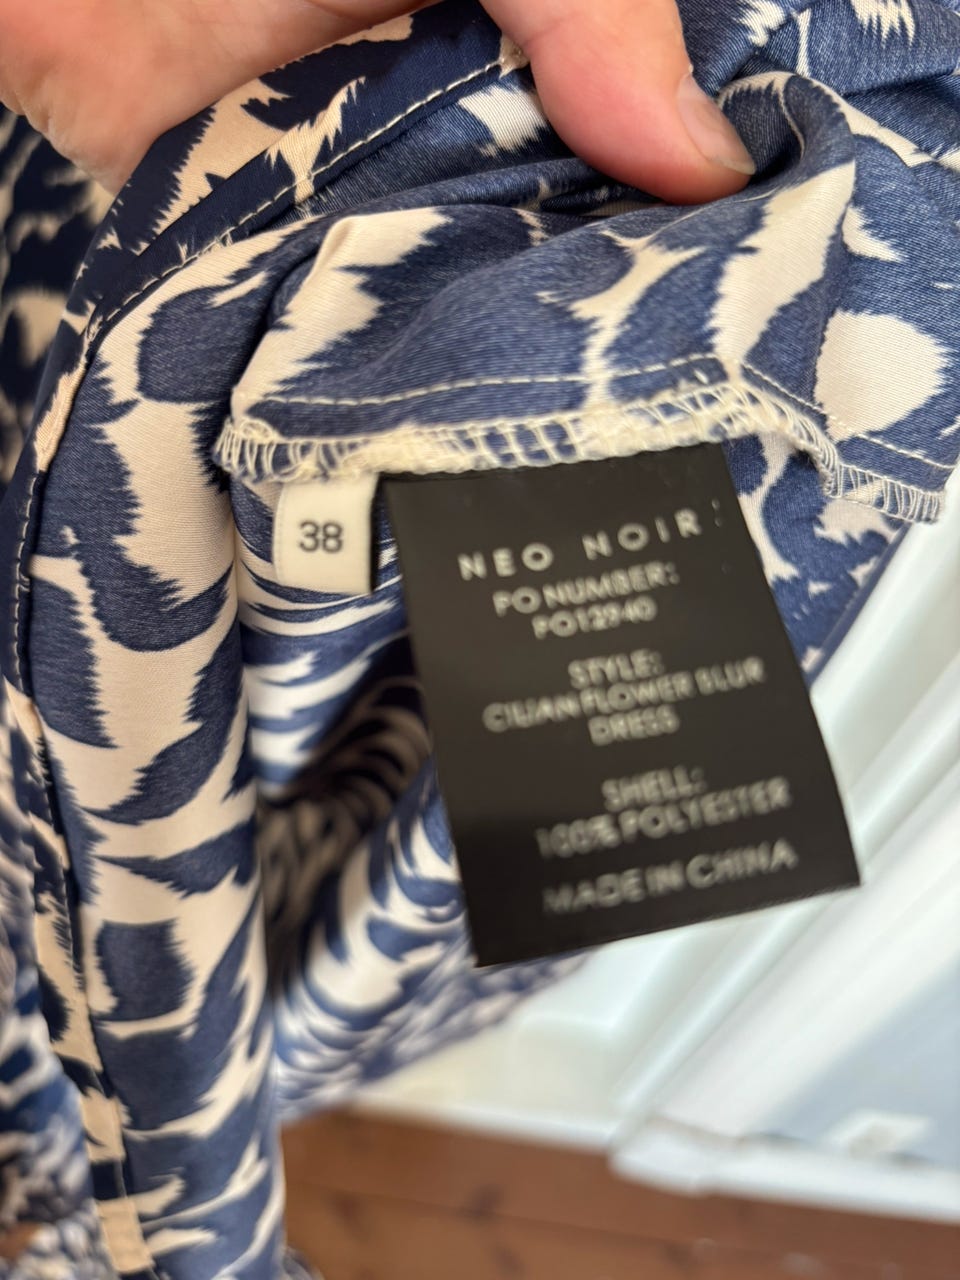 38
NEO NOIR
PO NUMBER:
PO12940
STYLE:
CILIAN FLOWER BLUR
DRESS
SHELL:
100% POLYESTER
MADE IN CHINA